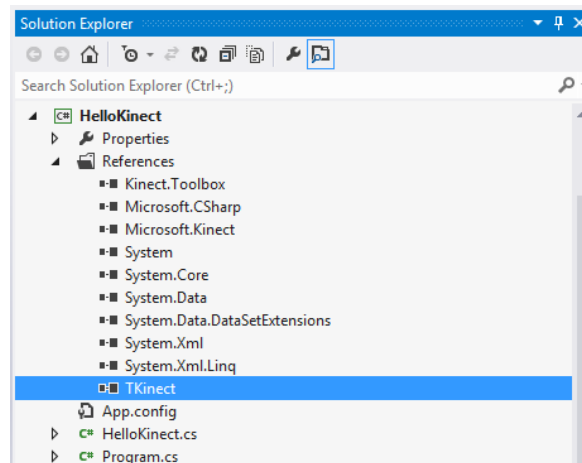 Solution Explorer
Search Solution Explorer (Ctrl+;)
C# HelloKinect
Properties
References
Kinect.Toolbox
Microsoft.CSharp
Microsoft.Kinect
System
System.Core
System.Data
System.Data.DataSetExtensions
System.Xml
System.Xml.Linq
TKinect
App.config
C# HelloKinect.cs
C# Program.cs